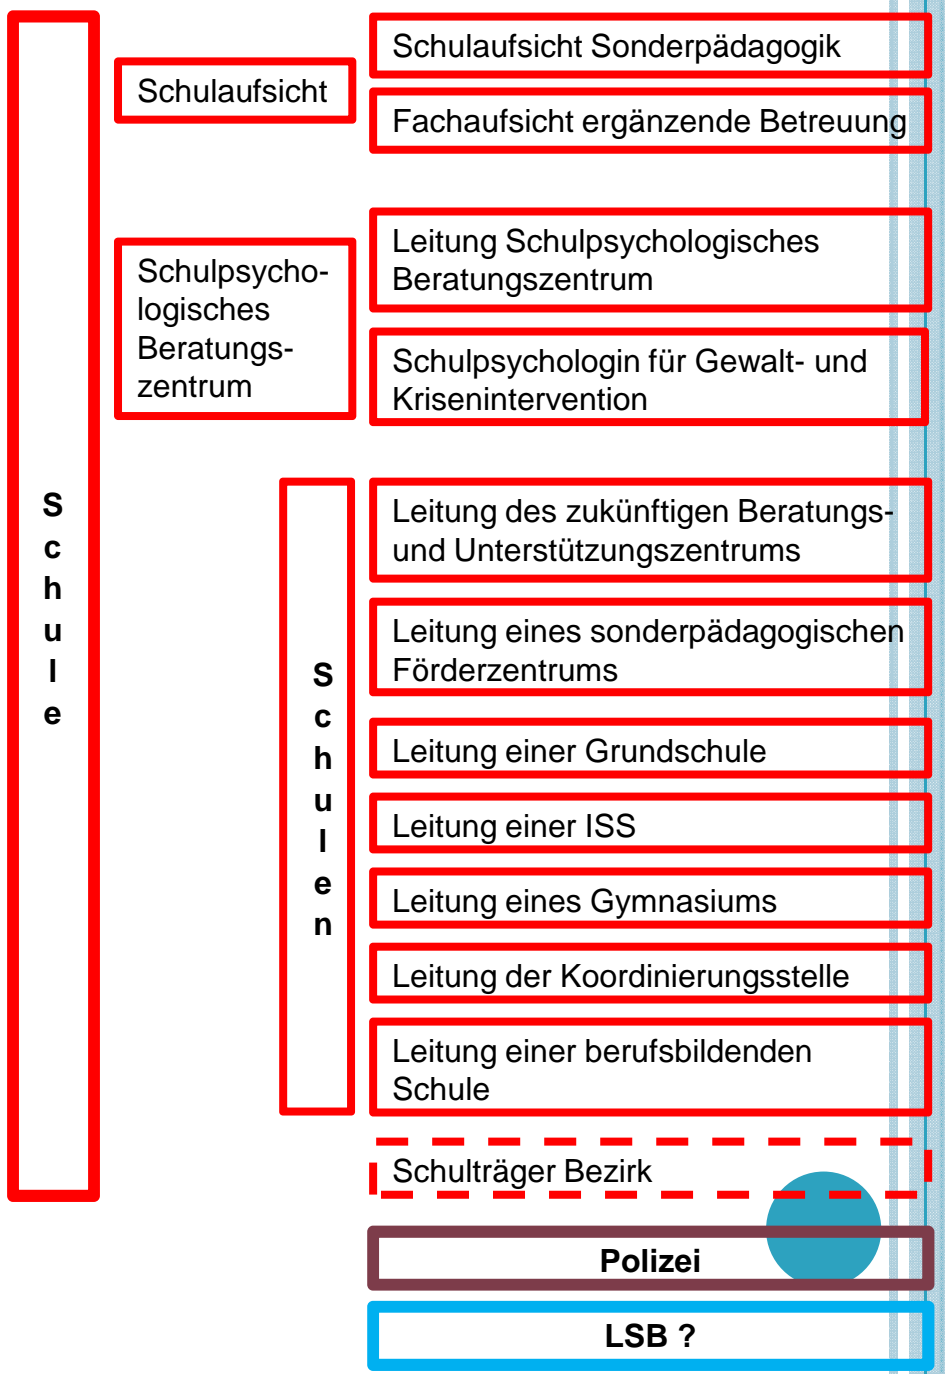 Schule
Schulaufsicht
Schulaufsicht Sonderpädagogik
Fachaufsicht ergänzende Betreuung
Schulpsycho-
logisches
Beratungs-
zentrum
Leitung Schulpsychologisches
Beratungszentrum
Schulpsychologin für Gewalt- und
Krisenintervention
Schulen
Leitung des zukünftigen Beratungs-
und Unterstützungszentrums
Leitung eines sonderpädagogischen
Förderzentrums
Leitung einer Grundschule
Leitung einer ISS
Leitung eines Gymnasiums
Leitung der Koordinierungsstelle
Leitung einer berufsbildenden
Schule
Schulträger Bezirk
Polizei
LSB ?